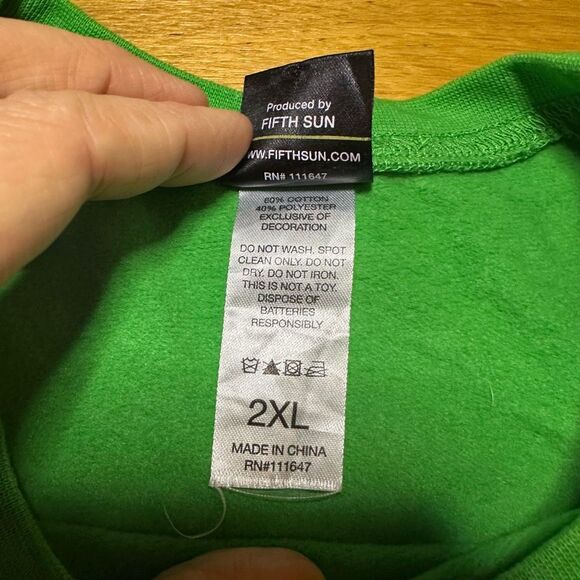 Produced by
FIFTH SUN
WWW.FIFTHSUN.COM
RN# 111647
60% COTTON
40% POLYESTER
EXCLUSIVE OF
DECORATION
DO NOT WASH. SPOT
CLEAN ONLY. DO NOT
DRY. DO NOT IRON.
THIS IS NOT A TOY.
DISPOSE OF
BATTERIES
RESPONSIBLY
2XL
MADE IN CHINA
RN#111647